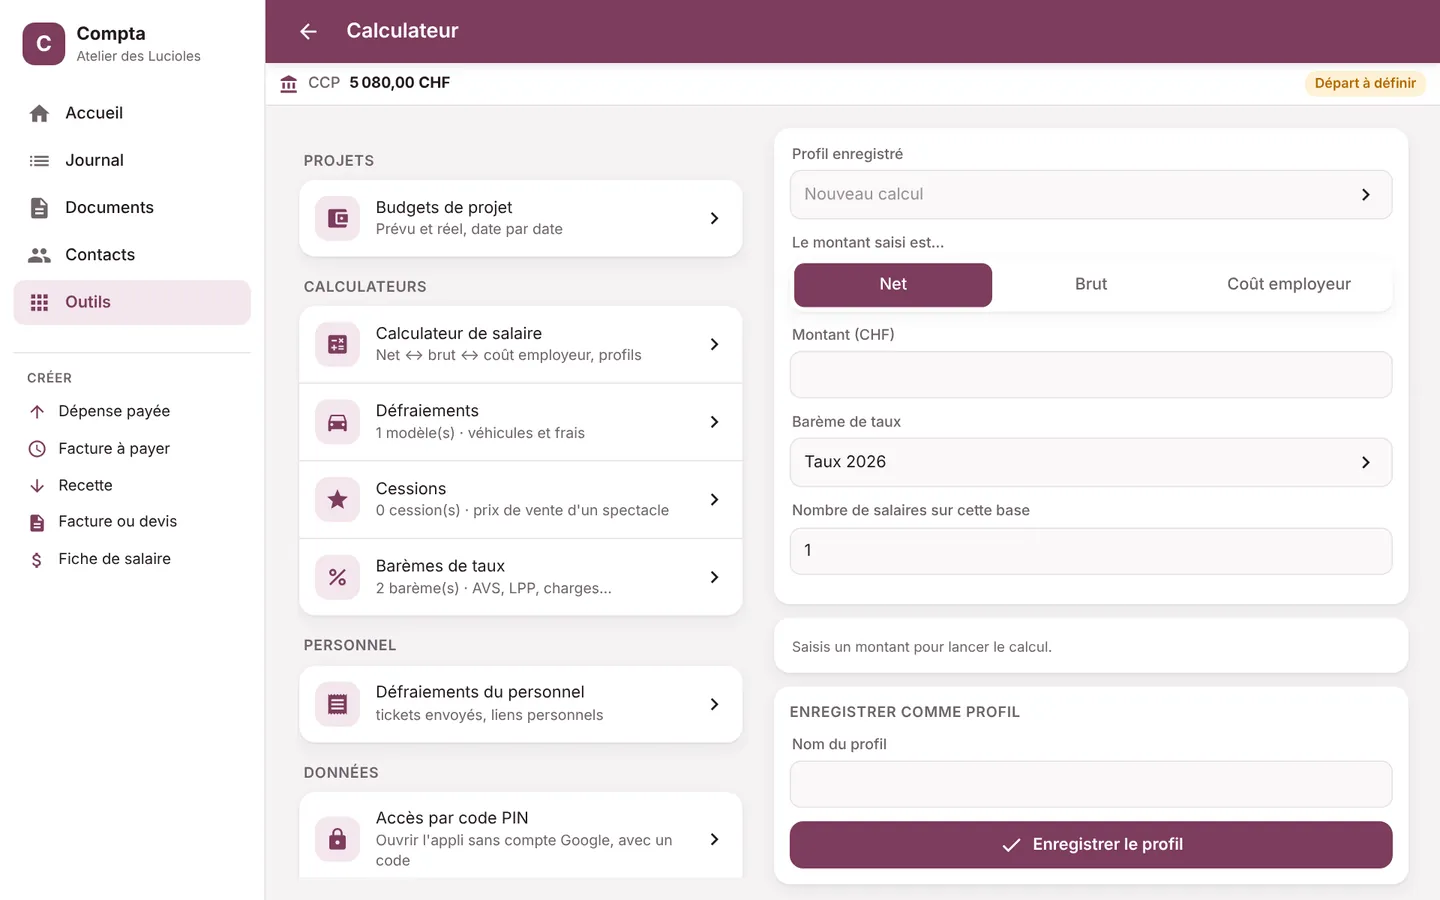 C
Compta
Atelier des Lucioles
Accueil
Journal
Documents
Contacts
Outils
CRÉER
Dépense payée
Facture à payer
Recette
Facture ou devis
Fiche de salaire
Calculateur
CCP 5 080,00 CHF
Départ à définir
PROJETS
Budgets de projet
Prévu et réel, date par date
CALCULATEURS
Calculateur de salaire
Net ↔ brut ↔ coût employeur, profils
Défraiements
1 modèle(s) · véhicules et frais
Cessions
0 cession(s) · prix de vente d'un spectacle
Barèmes de taux
2 barème(s) · AVS, LPP, charges...
PERSONNEL
Défraiements du personnel
tickets envoyés, liens personnels
DONNÉES
Accès par code PIN
Ouvrir l'appli sans compte Google, avec un
code
Profil enregistré
Nouveau calcul
Le montant saisi est...
Net Brut Coût employeur
Montant (CHF)
Barème de taux
Taux 2026
Nombre de salaires sur cette base
1
Saisis un montant pour lancer le calcul.
ENREGISTRER COMME PROFIL
Nom du profil
Enregistrer le profil